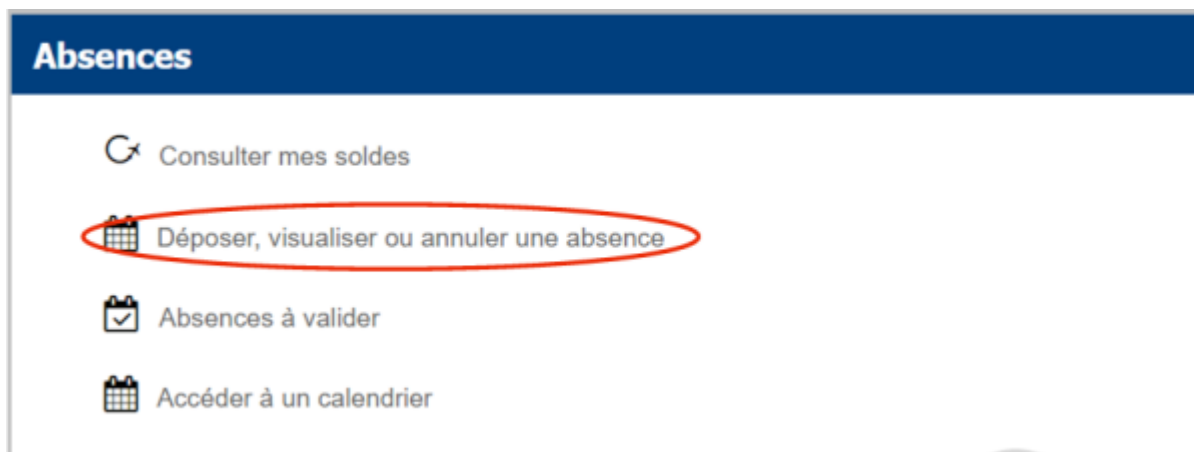 Absences
Consulter mes soldes
Déposer, visualiser ou annuler une absence
Absences à valider
Accéder à un calendrier